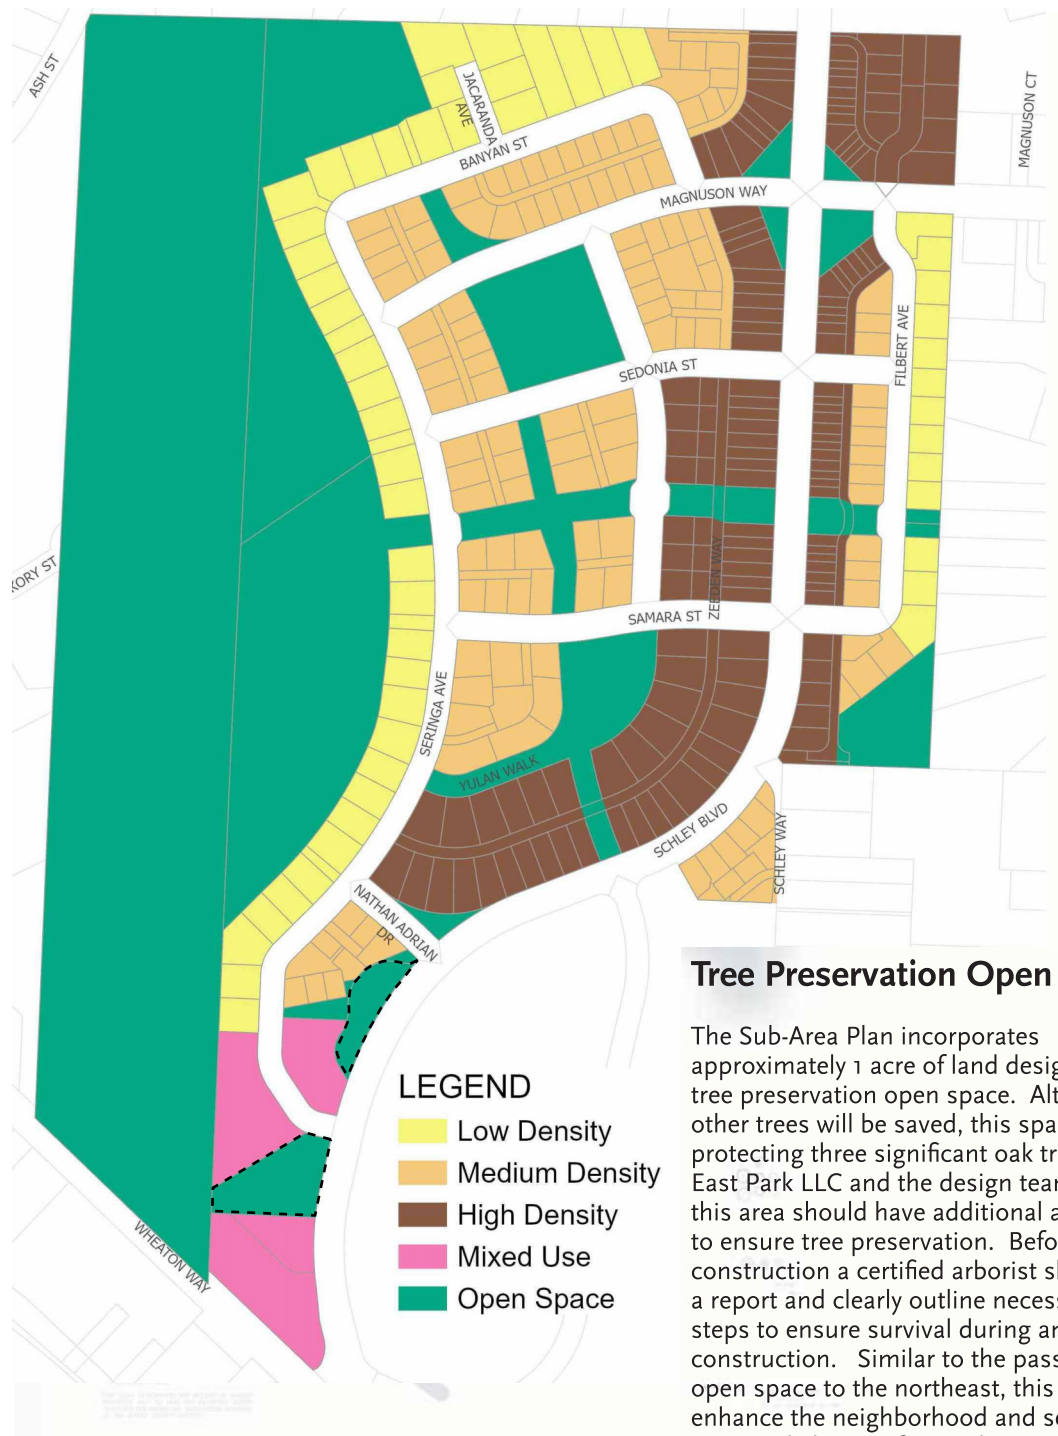 ASH ST
JACARANDA
AVE
BANYAN ST
MAGNUSON WAY
MAGNUSON CT
SEDONIA ST
FILBERT AVE
KORY ST
ZEEDEN WAY
SAMARA ST
SERINGA AVE
YULAN WALK
SCHLEY BLVD
SCHLEY WAY
NATHAN ADRIAN
DR
WHEATON WAY
LEGEND
Low Density
Medium Density
High Density
Mixed Use
Open Space
Tree Preservation Open
The Sub-Area Plan incorporates
approximately 1 acre of land desig
tree preservation open space. Alt
other trees will be saved, this spa
protecting three significant oak tr
East Park LLC and the design tear
this area should have additional a
to ensure tree preservation. Befo
construction a certified arborist sl
a report and clearly outline necess
steps to ensure survival during an
construction. Similar to the pass
open space to the northeast, this
enhance the neighborhood and se